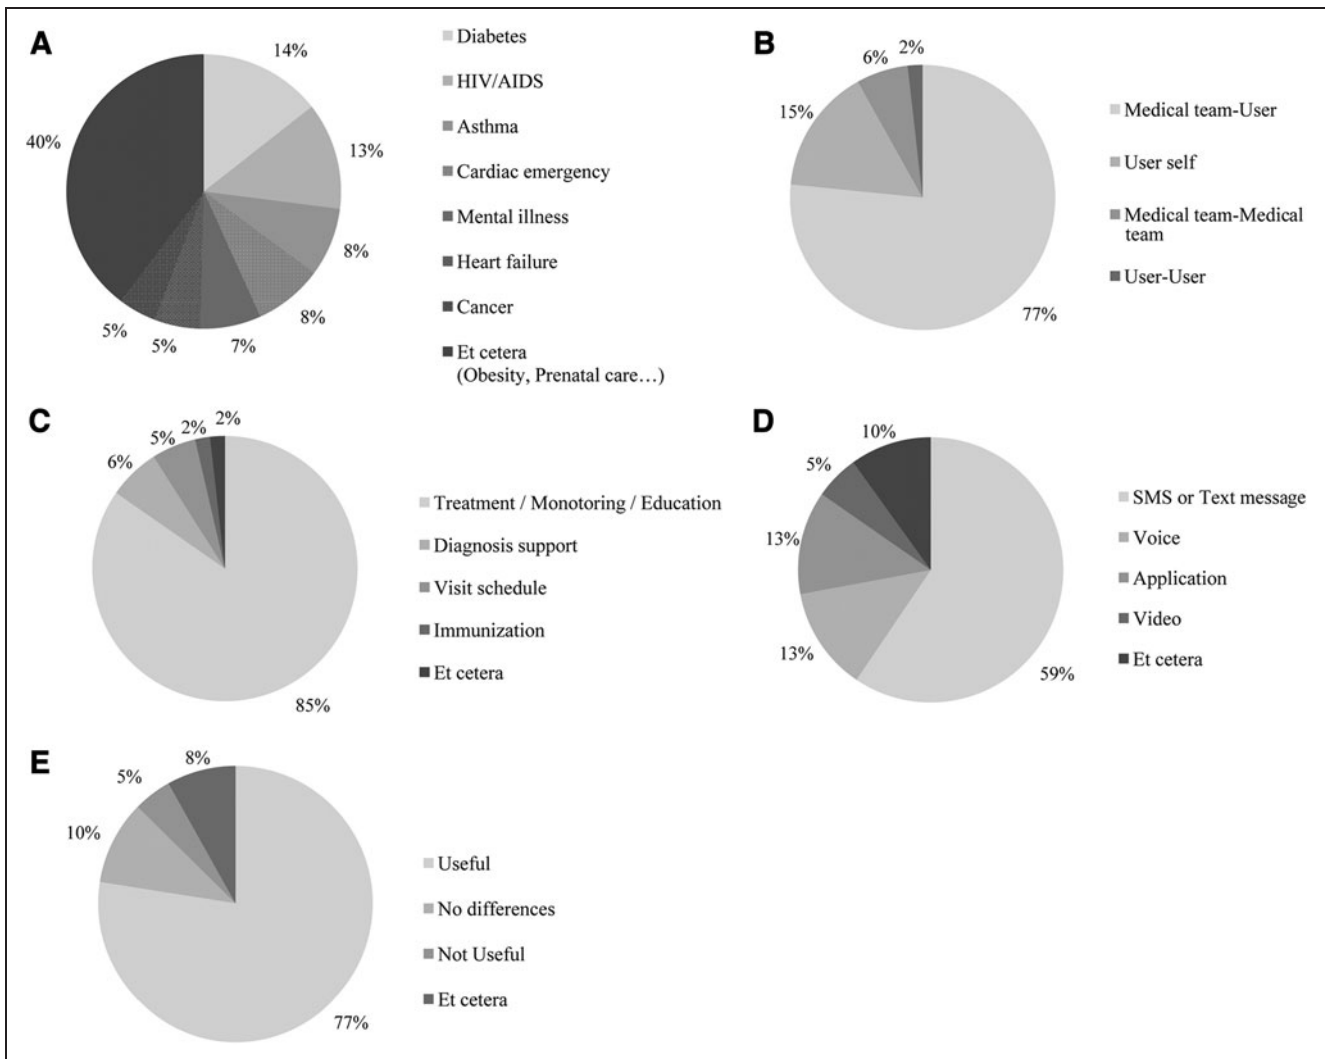 A
14%
13%
8%
8%
7%
5%
5%
40%
Diabetes
HIV/AIDS
Asthma
Cardiac emergency
Mental illness
Heart failure
Cancer
Et cetera
(Obesity, Prenatal care…)
B
2%
6%
15%
77%
Medical team-User
User self
Medical team-Medical
team
User-User
C
2%
2%
5%
6%
85%
Treatment / Monotoring / Education
Diagnosis support
Visit schedule
Immunization
Et cetera
D
10%
5%
13%
13%
59%
SMS or Text message
Voice
Application
Video
Et cetera
E
8%
5%
10%
77%
Useful
No differences
Not Useful
Et cetera